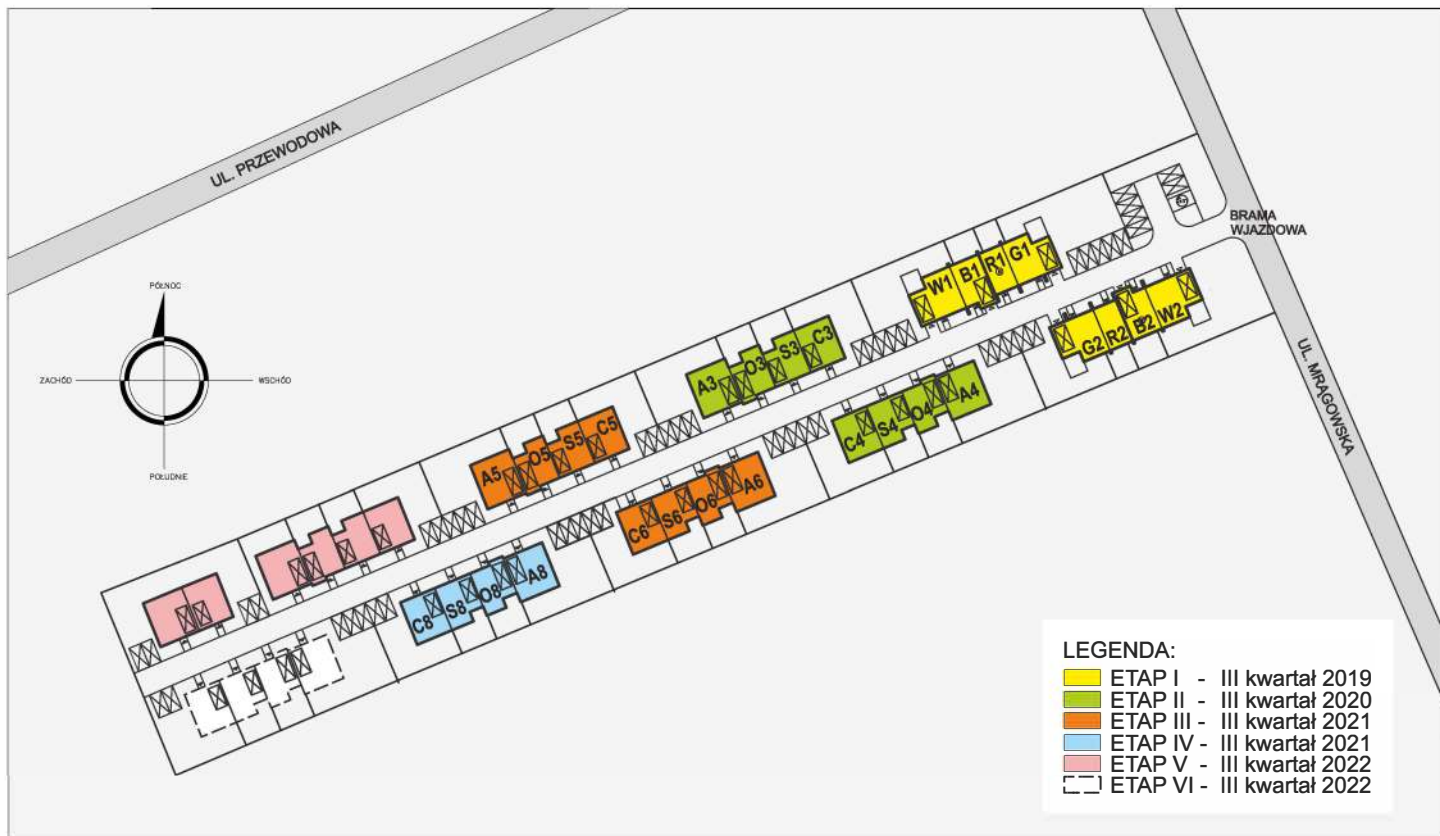 UL. PRZEWODOWA
BRAMA
WJAZDOWA
UL. MRĄGOWSKA
PÓŁNOC
ZACHÓD
WSCHÓD
POŁUDNIE
W1 B1 R1 G1
G2 R2 B2 W2
A3 O3 S3 C3
C4 S4 O4 A4
A5 O5 S5 C5
C6 S6 O6 A6
C8 S8 O8 A8
LEGENDA:
ETAP I - III kwartał 2019
ETAP II - III kwartał 2020
ETAP III - III kwartał 2021
ETAP IV - III kwartał 2021
ETAP V - III kwartał 2022
ETAP VI - III kwartał 2022